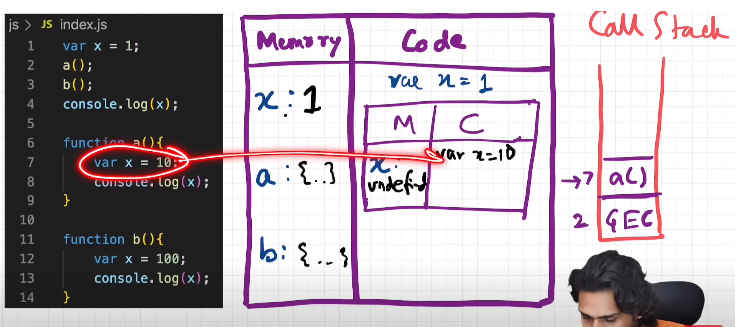 js > JS index.js
1 var x = 1;
2 a();
3 b();
4 console.log(x);
5
6 function a(){
7 var x = 10;
8 console.log(x);
9 }
10
11 function b(){
12 var x = 100;
13 console.log(x);
14 }
Memory
Code
x: 1
a: {..}
b: {...}
var x = 1
M
C
x:
undefind
var x=10
Call Stack
→7 a()
2 GEC